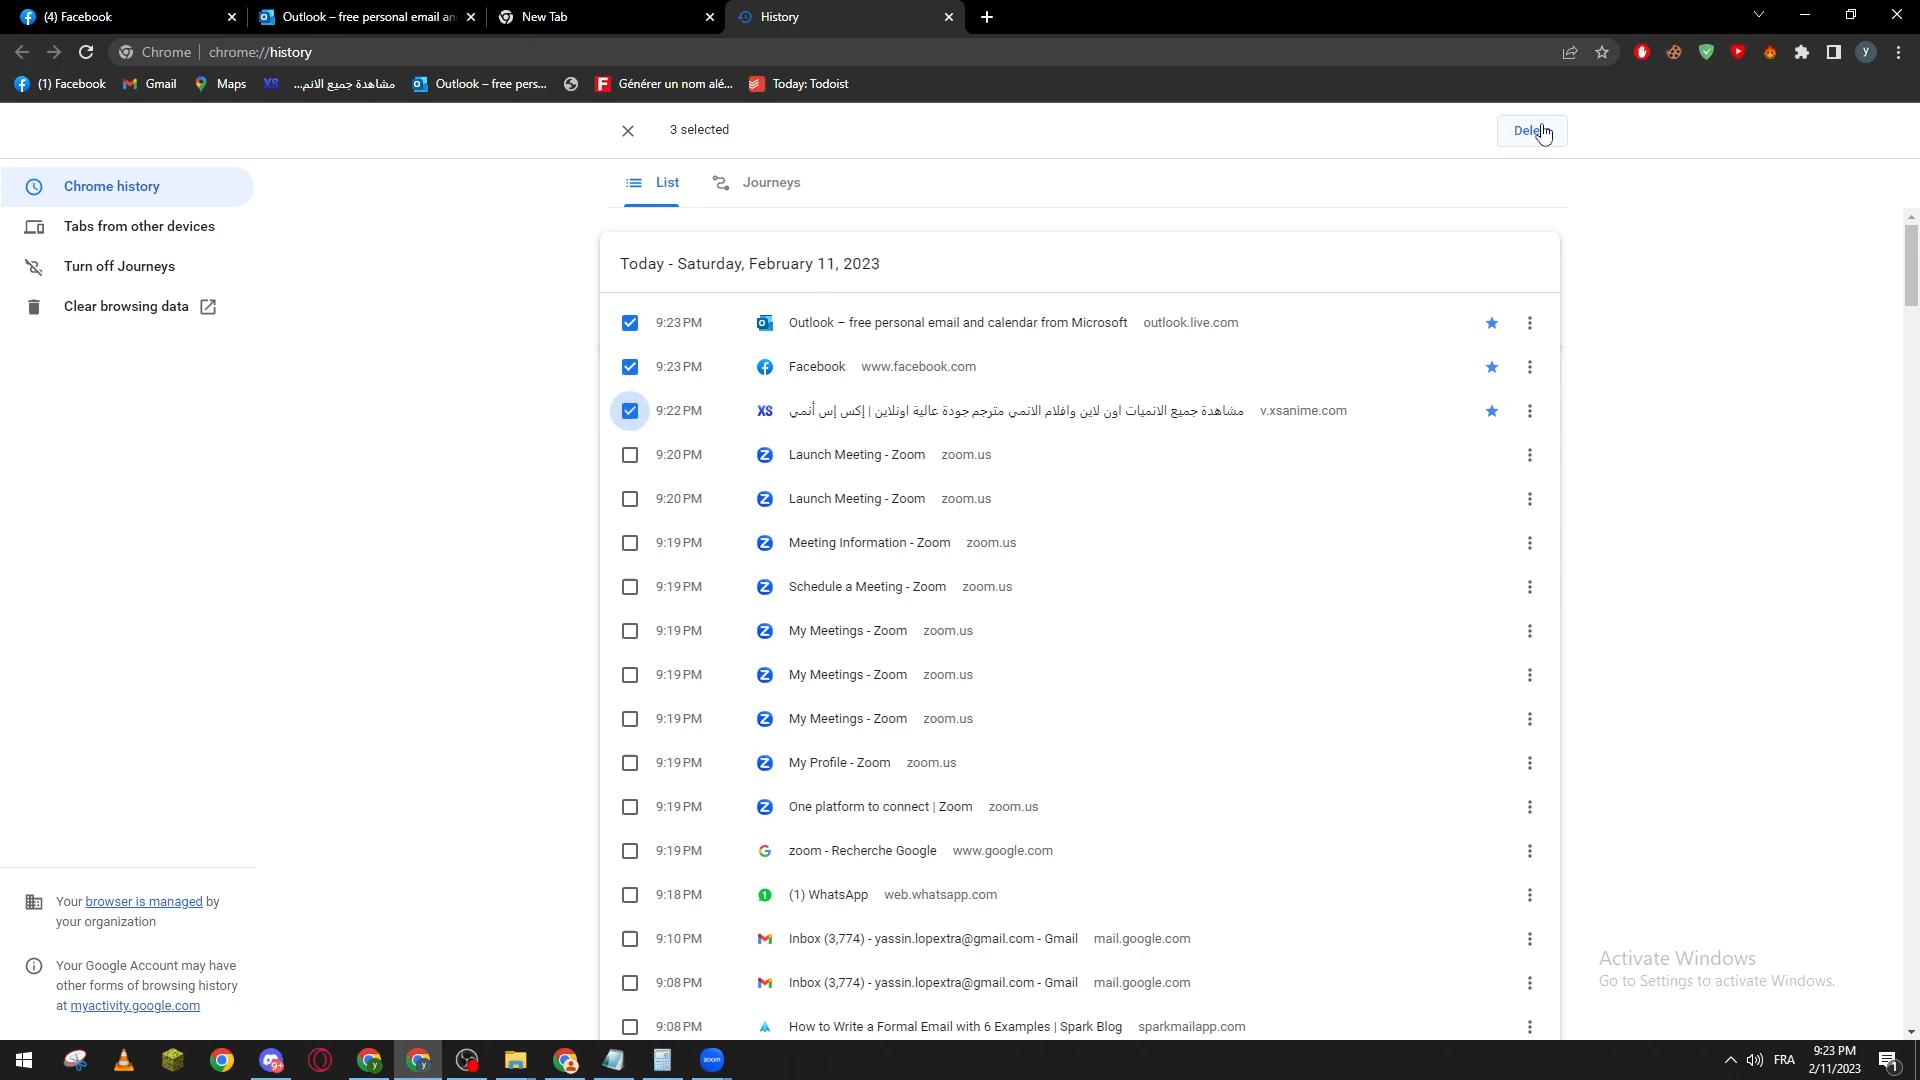 (4) Facebook
Outlook – free personal email an
New Tab
History
Chrome
chrome://history
(1) Facebook
Gmail
Maps
XS
مشاهدة جميع الانم...
Outlook – free pers...
Générer un nom alé...
Today: Todoist
y
3 selected
Chrome history
Tabs from other devices
Turn off Journeys
Clear browsing data
List
Journeys
Today - Saturday, February 11, 2023
9:23 PM Outlook – free personal email and calendar from Microsoft outlook.live.com
9:23 PM Facebook www.facebook.com
9:22 PM XS مشاهدة جميع الانميات اون لاين وافلام الانمي مترجم جودة عالية اونلاين | إكس إس أنمي v.xsanime.com
9:20 PM Launch Meeting - Zoom zoom.us
9:20 PM Launch Meeting - Zoom zoom.us
9:19 PM Meeting Information - Zoom zoom.us
9:19 PM Schedule a Meeting - Zoom zoom.us
9:19 PM My Meetings - Zoom zoom.us
9:19 PM My Meetings - Zoom zoom.us
9:19 PM My Meetings - Zoom zoom.us
9:19 PM My Profile - Zoom zoom.us
9:19 PM One platform to connect | Zoom zoom.us
9:19 PM zoom - Recherche Google www.google.com
9:18 PM (1) WhatsApp web.whatsapp.com
9:10 PM Inbox (3,774) - yassin.lopextra@gmail.com - Gmail mail.google.com
9:08 PM Inbox (3,774) - yassin.lopextra@gmail.com - Gmail mail.google.com
9:08 PM How to Write a Formal Email with 6 Examples | Spark Blog sparkmailapp.com
Your browser is managed by
your organization
Your Google Account may have
other forms of browsing history
at myactivity.google.com
Activate Windows
Go to Settings to activate Windows.
FRA
9:23 PM
2/11/2023